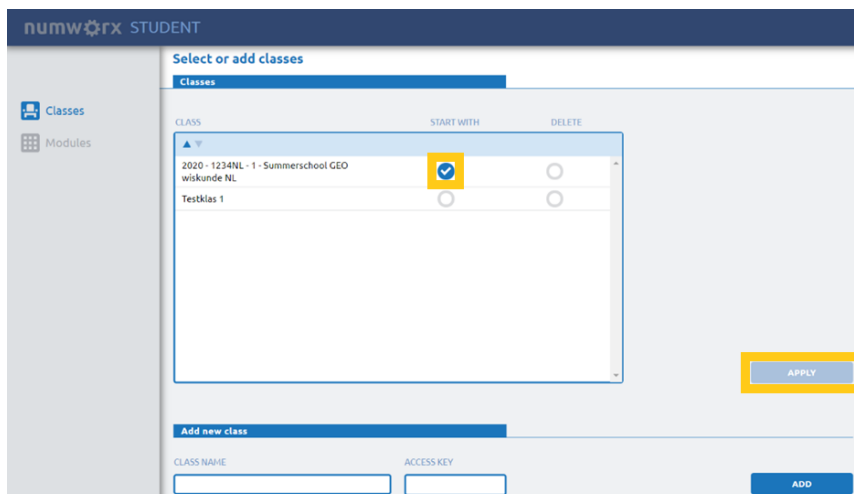 numworx STUDENT
Select or add classes
Classes
Classes
Modules
CLASS START WITH DELETE
2020 - 1234NL - 1 - Summerschool GEO
wiskunde NL
Testklas 1
APPLY
Add new class
CLASS NAME ACCESS KEY
ADD